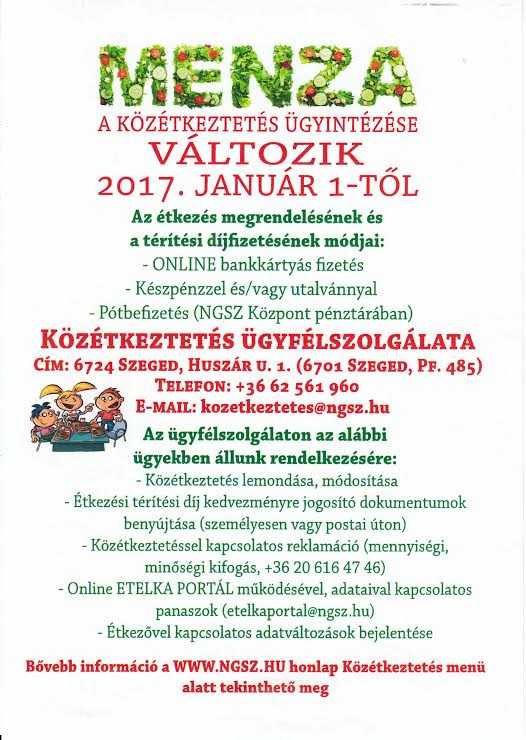 MENZA
A KÖZÉTKEZTETÉS ÜGYINTÉZÉSE
VÁLTOZIK
2017. JANUÁR 1-TŐL
Az étkezés megrendelésének és
a térítési díjfizetésének módjai:
- ONLINE bankkártyás fizetés
- Készpénzzel és/vagy utalvánnyal
- Pótbefizetés (NGSZ Központ pénztárában)
KÖZÉTKEZTETÉS ÜGYFÉLSZOLGÁLATA
CÍM: 6724 SZEGED, HUSZÁR U. 1. (6701 SZEGED, PF. 485)
TELEFON: +36 62 561 960
E-MAIL: kozetkeztetes@ngsz.hu
Az ügyfélszolgálaton az alábbi
ügyekben állunk rendelkezésére:
- Közétkeztetés lemondása, módosítása
- Étkezési térítési díj kedvezményre jogosító dokumentumok
benyújtása (személyesen vagy postai úton)
- Közétkeztetéssel kapcsolatos reklamáció (mennyiségi,
minőségi kifogás, +36 20 616 47 46)
- Online ETELKA PORTÁL működésével, adataival kapcsolatos
panaszok (etelkaportal@ngsz.hu)
- Étkezővel kapcsolatos adatváltozások bejelentése
Bővebb információ a WWW.NGSZ.HU honlap Közétkeztetés menü
alatt tekinthető meg